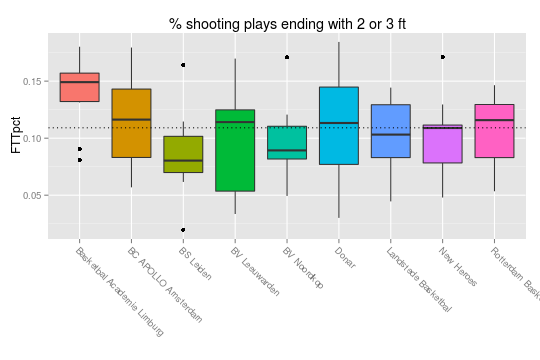 % shooting plays ending with 2 or 3 ft
FTTpct
0.15
0.10
0.05
Basketbal Academie Limburg
BC APOLLO Amsterdam
BS Leiden
BV Leeuwarden
BV Noordkop
Donar
Landstede Basketbal
New Heroes
Rotterdam Bask